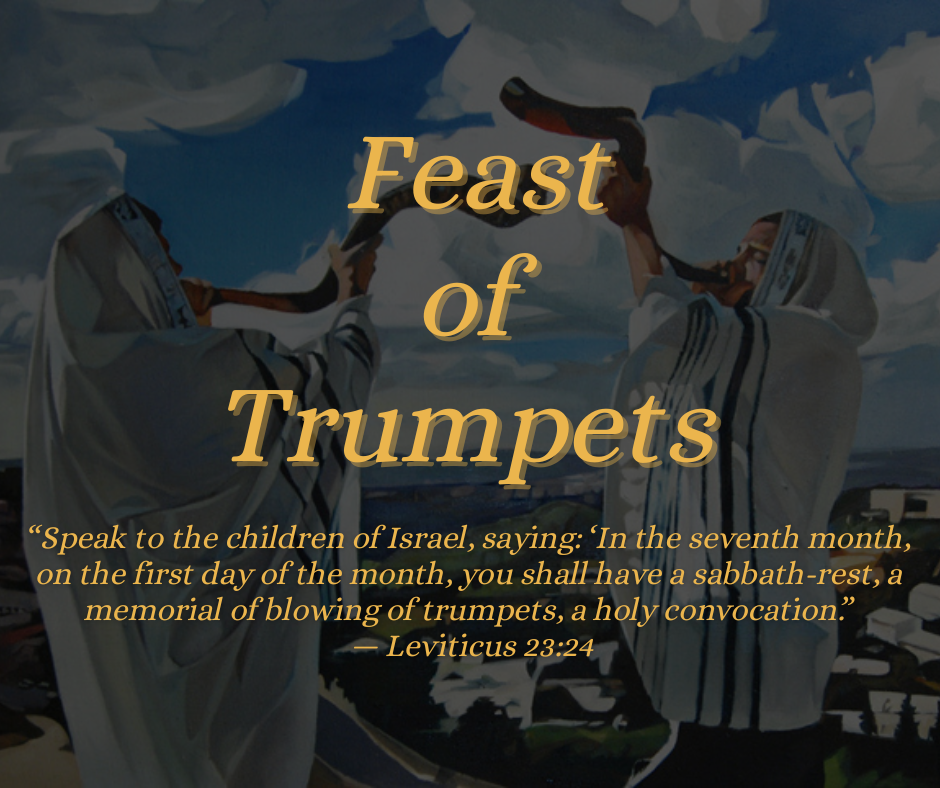 Feast
of
Trumpets
“Speak to the children of Israel, saying: ‘In the seventh month,
on the first day of the month, you shall have a sabbath-rest, a
memorial of blowing of trumpets, a holy convocation.”
— Leviticus 23:24